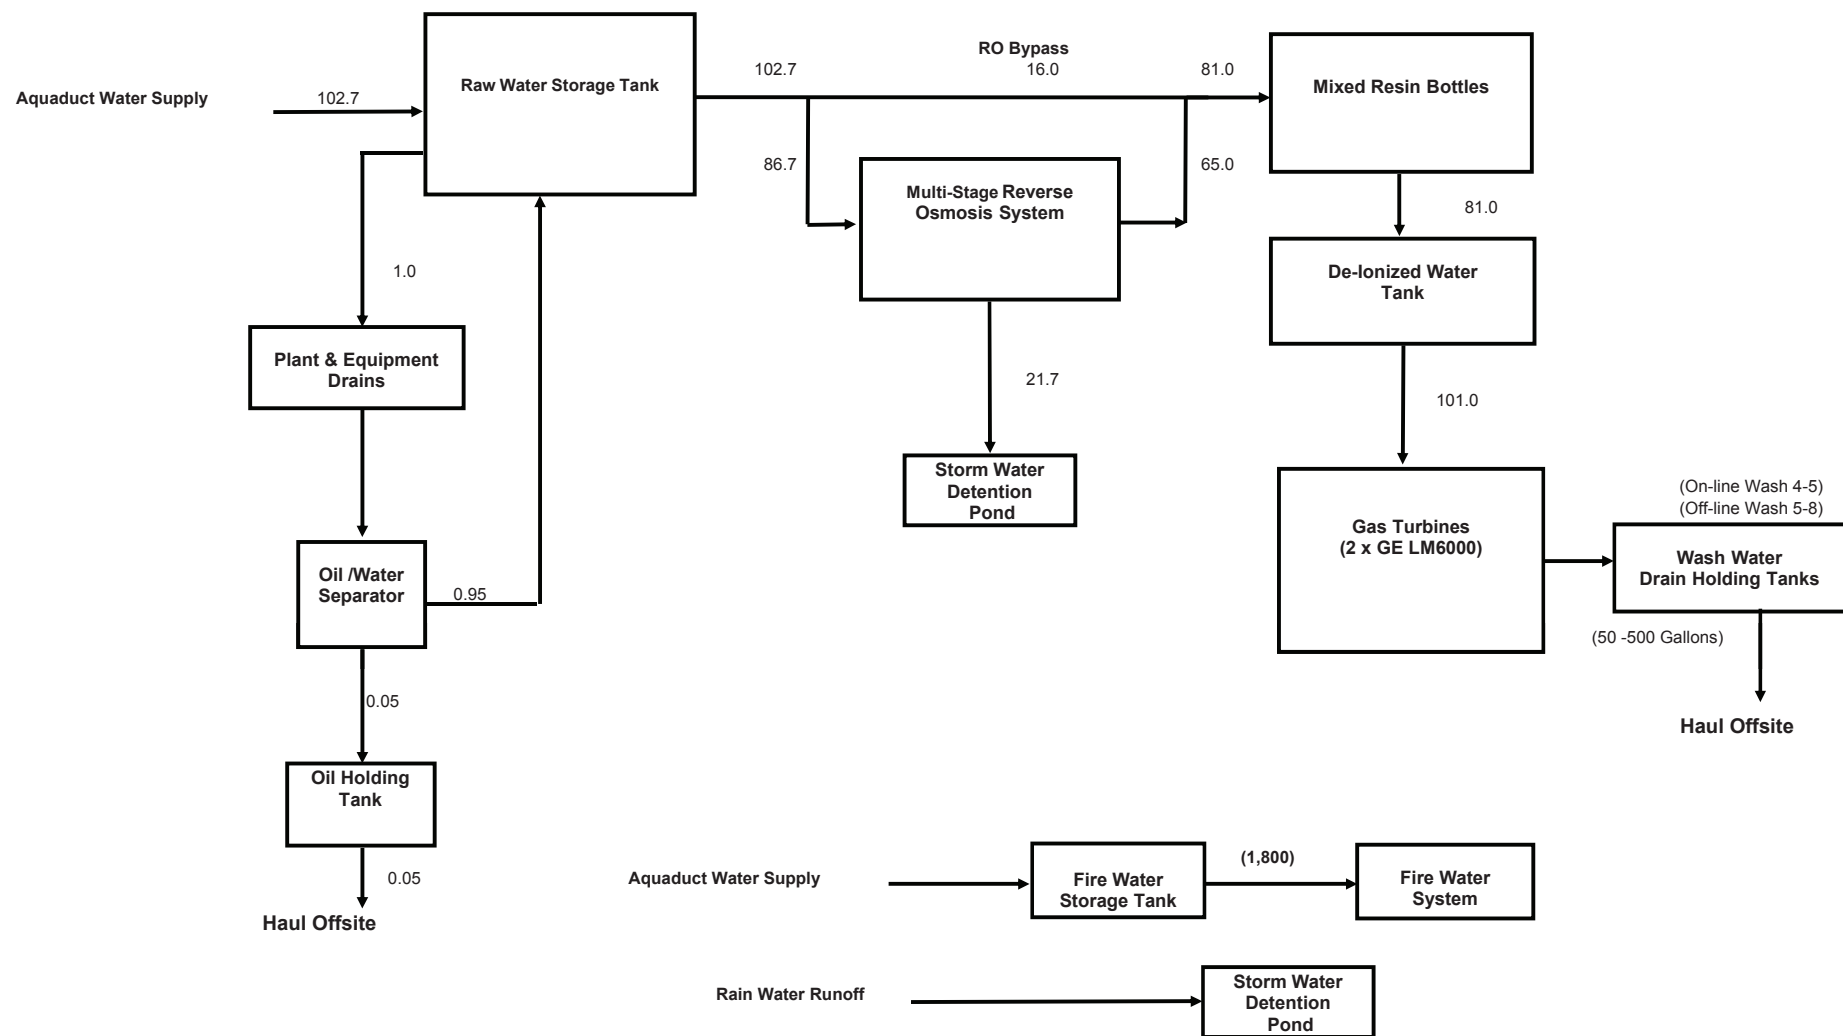 RO Bypass
Aquaduct Water Supply
102.7
Raw Water Storage Tank
102.7
16.0
81.0
Mixed Resin Bottles
86.7
Multi-Stage Reverse
Osmosis System
65.0
81.0
De-Ionized Water
Tank
1.0
Plant & Equipment
Drains
21.7
101.0
Storm Water
Detention
Pond
Gas Turbines
(2 x GE LM6000)
(On-line Wash 4-5)
(Off-line Wash 5-8)
Wash Water
Drain Holding Tanks
(50 -500 Gallons)
Haul Offsite
Oil /Water
Separator
0.95
0.05
Oil Holding
Tank
0.05
Haul Offsite
Aquaduct Water Supply
Fire Water
Storage Tank
(1,800)
Fire Water
System
Rain Water Runoff
Storm Water
Detention
Pond